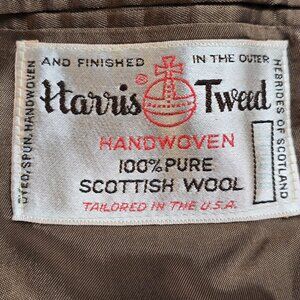 DYED, SPUN, HANDWOVEN
AND FINISHED IN THE OUTER
HEBRIDES OF SCOTLAND
Harris Tweed
®
HANDWOVEN
100% PURE
SCOTTISH WOOL
TAILORED IN THE U.S.A.